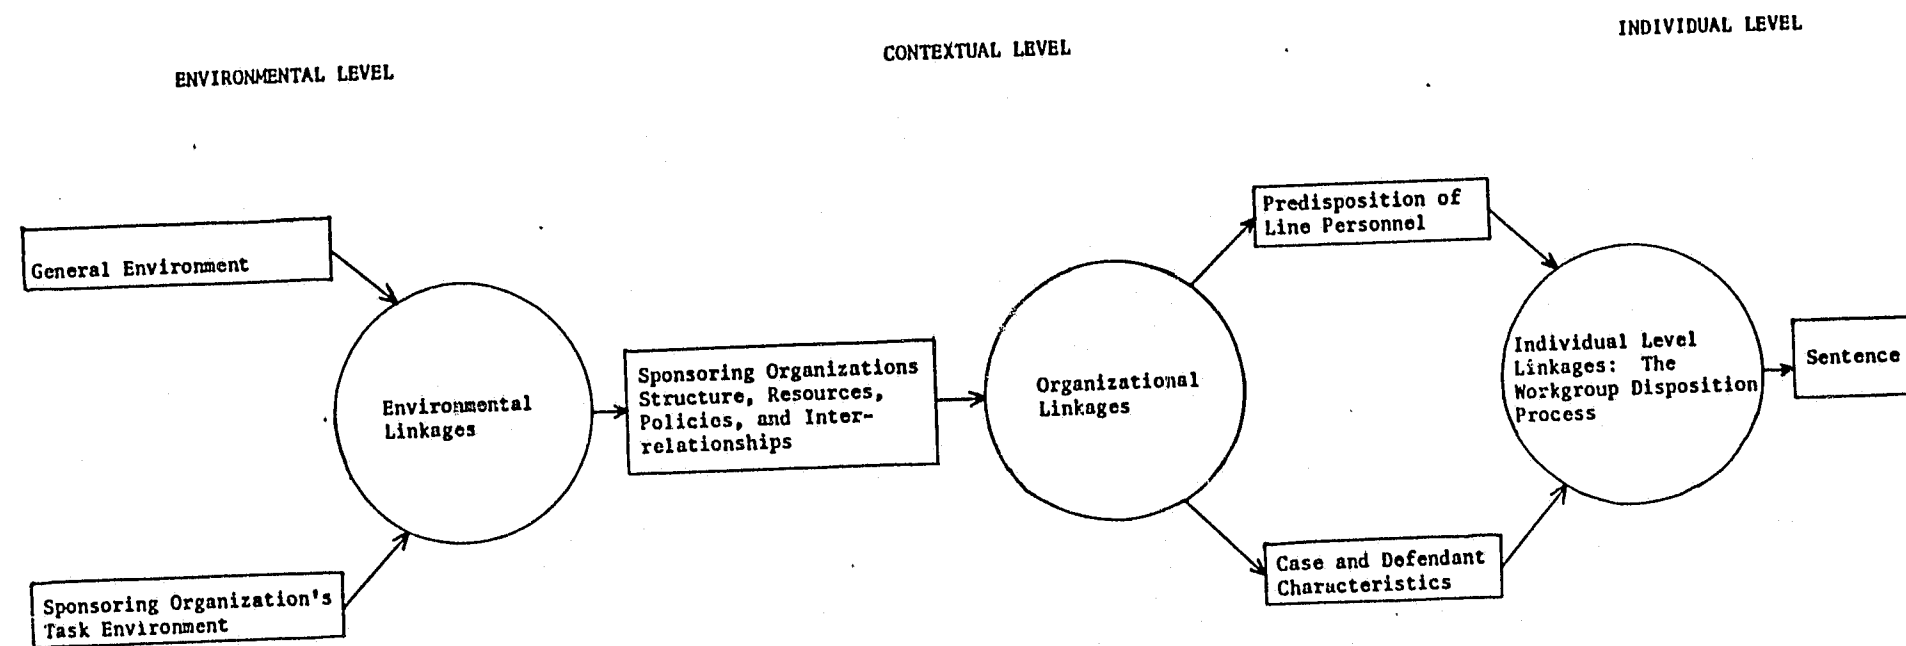 ENVIRONMENTAL LEVEL
CONTEXTUAL LEVEL
INDIVIDUAL LEVEL
General Environment
Sponsoring Organization's
Task Environment
Environmental
Linkages
Sponsoring Organizations
Structure, Resources,
Policies, and Inter-
relationships
Organizational
Linkages
Predisposition of
Line Personnel
Case and Defendant
Characteristics
Individual Level
Linkages: The
Workgroup Disposition
Process
Sentence